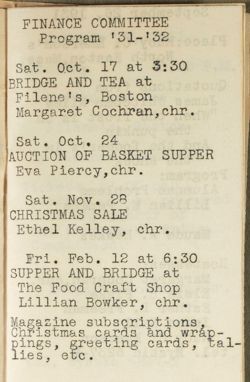 FINANCE COMMITTEE
Program '31-'32
Sat. Oct. 17 at 3:30
BRIDGE AND TEA at
Filene's, Boston
Margaret Cochran,chr.
Sat. Oct. 24
AUCTION OF BASKET SUPPER
Eva Piercy,chr.
Sat. Nov. 28
CHRISTMAS SALE
Ethel Kelley, chr.
Fri. Feb. 12 at 6:30
SUPPER AND BRIDGE at
The Food Craft Shop
Lillian Bowker, chr.
Magazine subscriptions,
Christmas cards and wrap-
pings, greeting cards, tal-
lies, etc.